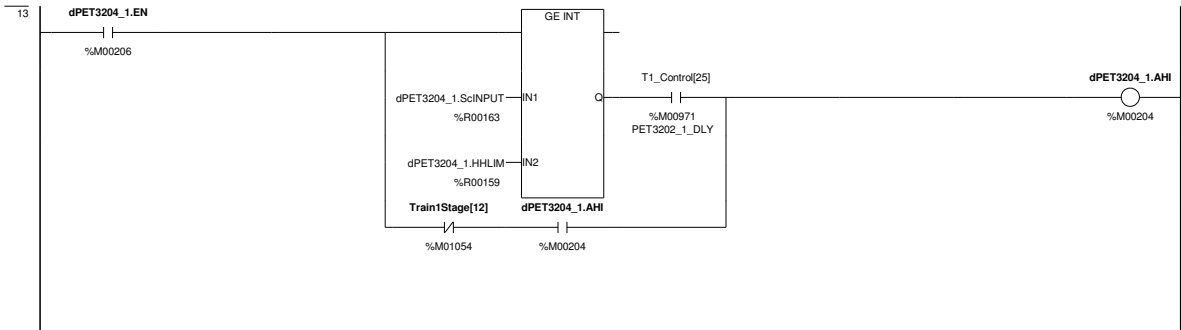 13
dPET3204_1.EN
%M00206
GE INT
dPET3204_1.ScINPUT
IN1
Q
%R00163
T1_Control[25]
%M00971
PET3202_1_DLY
dPET3204_1.AHI
%M00204
dPET3204_1.HHLIM
IN2
%R00159
Train1Stage[12]
dPET3204_1.AHI
%M01054
%M00204